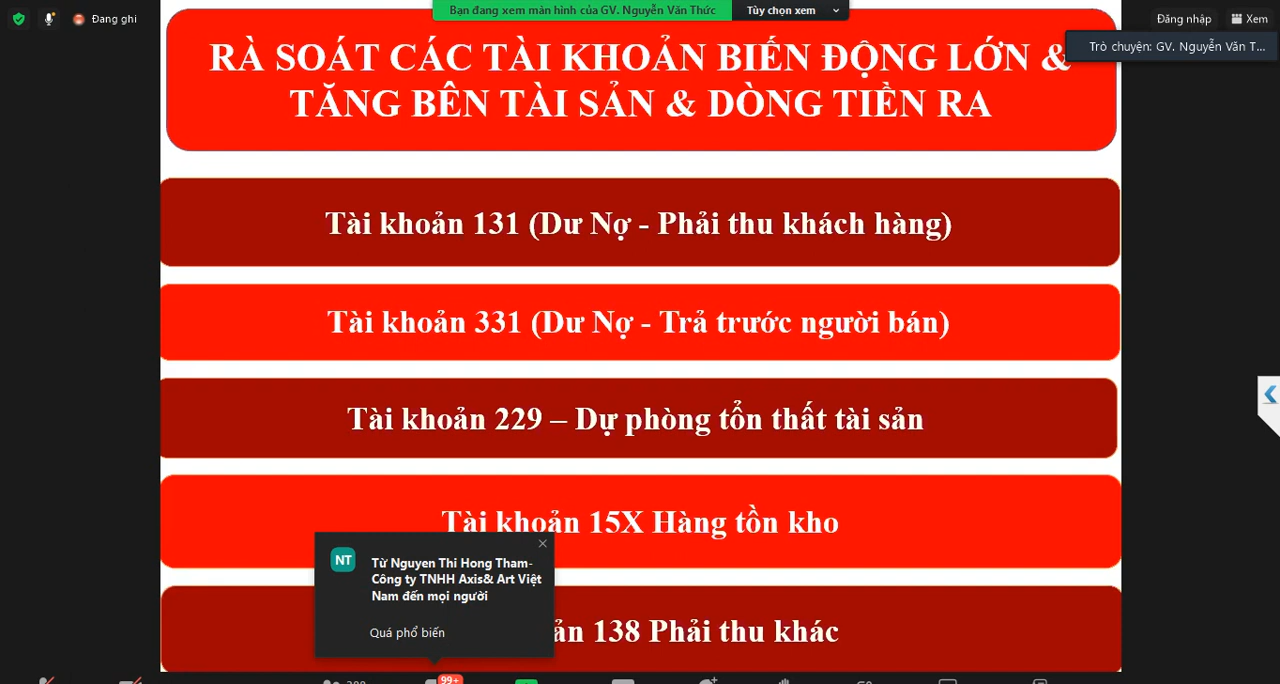 Bạn đang xem màn hình của GV. Nguyễn Văn Thức
Tùy chọn xem
Đang ghi
Đăng nhập
Xem
Trò chuyện: GV. Nguyễn Văn T...
RÀ SOÁT CÁC TÀI KHOẢN BIẾN ĐỘNG LỚN &
TĂNG BÊN TÀI SẢN & DÒNG TIỀN RA
Tài khoản 131 (Dư Nợ - Phải thu khách hàng)
Tài khoản 331 (Dư Nợ - Trả trước người bán)
Tài khoản 229 – Dự phòng tổn thất tài sản
Tài khoản 15X Hàng tồn kho
NT
Từ Nguyen Thi Hong Tham-
Công ty TNHH Axis& Art Việt
Nam đến mọi người
Quá phổ biến
ản 138 Phải thu khác
99+